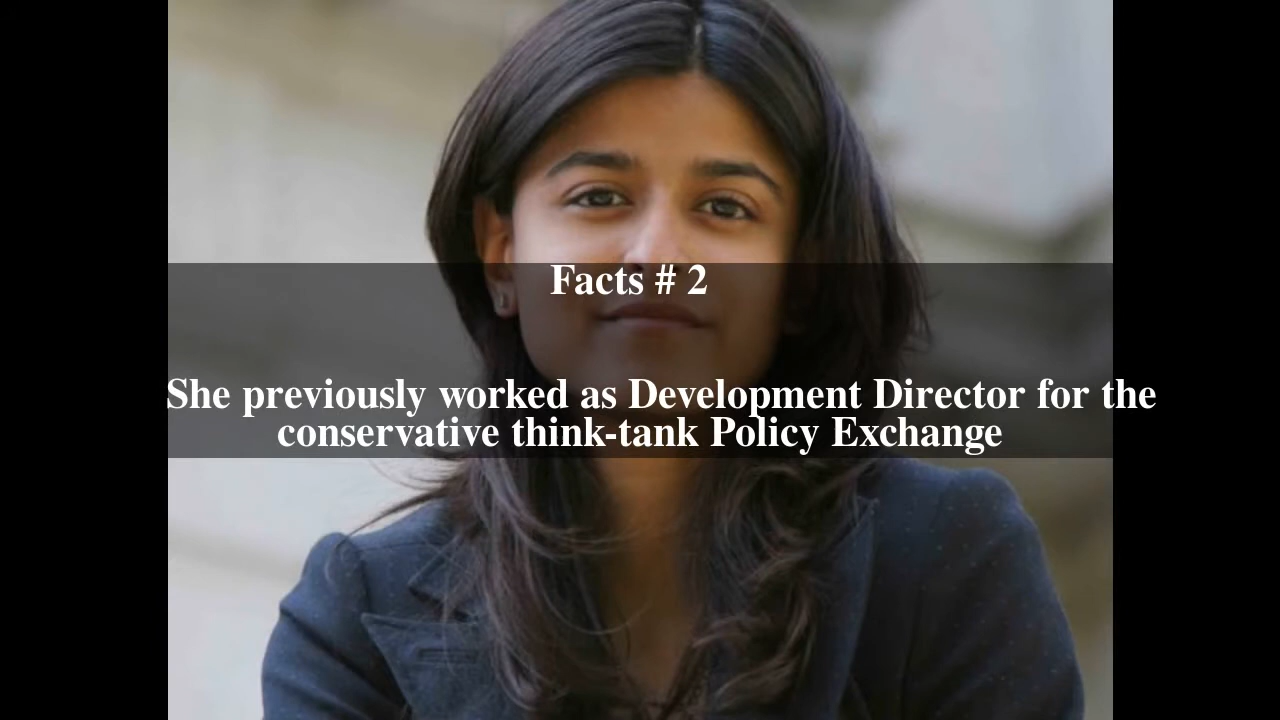 Facts # 2
She previously worked as Development Director for the
conservative think-tank Policy Exchange